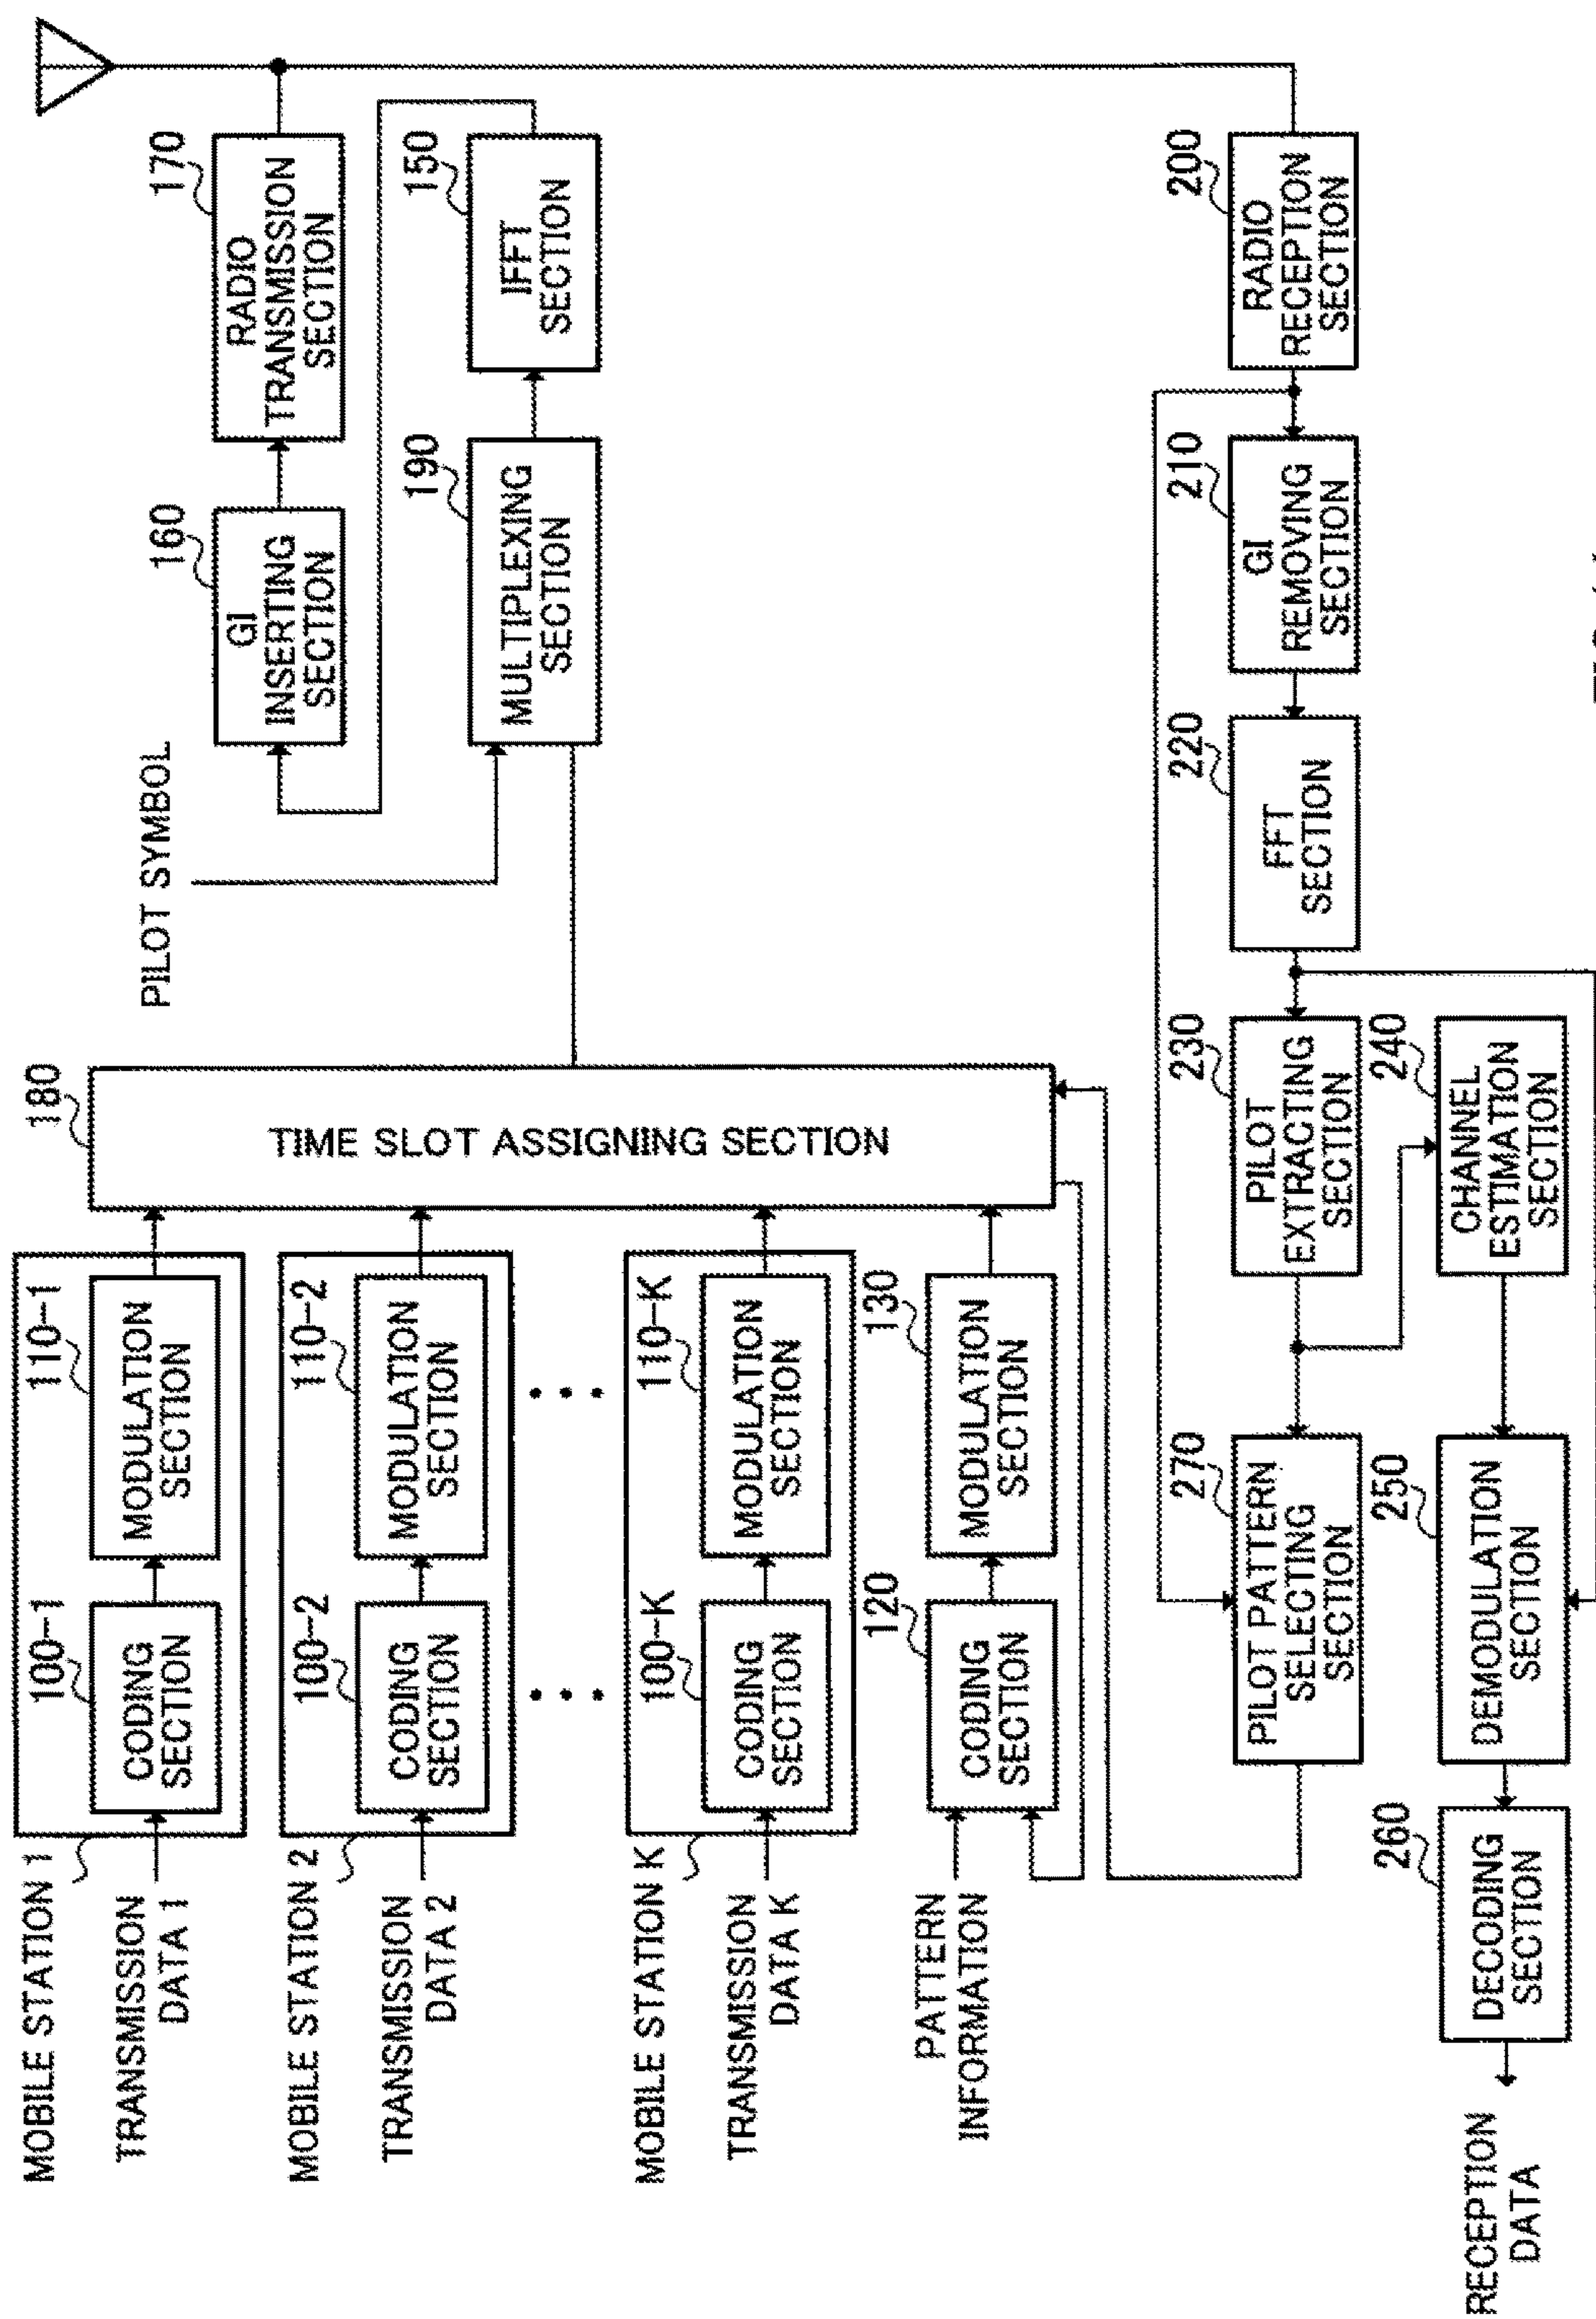 MOBILE STATION 1
100-1
110-1
TRANSMISSION
DATA 1
CODING
SECTION
MODULATION
SECTION
MOBILE STATION 2
100-2
110-2
TRANSMISSION
DATA 2
CODING
SECTION
MODULATION
SECTION
MOBILE STATION K
100-K
110-K
TRANSMISSION
DATA K
CODING
SECTION
MODULATION
SECTION
120
130
PATTERN
INFORMATION
CODING
SECTION
MODULATION
SECTION
180
TIME SLOT ASSIGNING SECTION
PILOT SYMBOL
160
GI
INSERTING
SECTION
170
RADIO
TRANSMISSION
SECTION
190
MULTIPLEXING
SECTION
150
IFFT
SECTION
270
PILOT PATTERN
SELECTING
SECTION
230
PILOT
EXTRACTING
SECTION
220
FFT
SECTION
210
GI
REMOVING
SECTION
200
RADIO
RECEPTION
SECTION
260
DECODING
SECTION
250
DEMODULATION
SECTION
240
CHANNEL
ESTIMATION
SECTION
RECEPTION
DATA